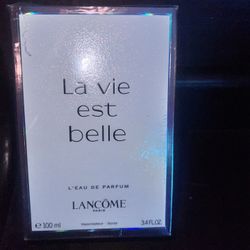 La vie
est
belle
L'EAU DE PARFUM
LANCÔME
PARIS
℮ 100 ml
3.4 FL.OZ.